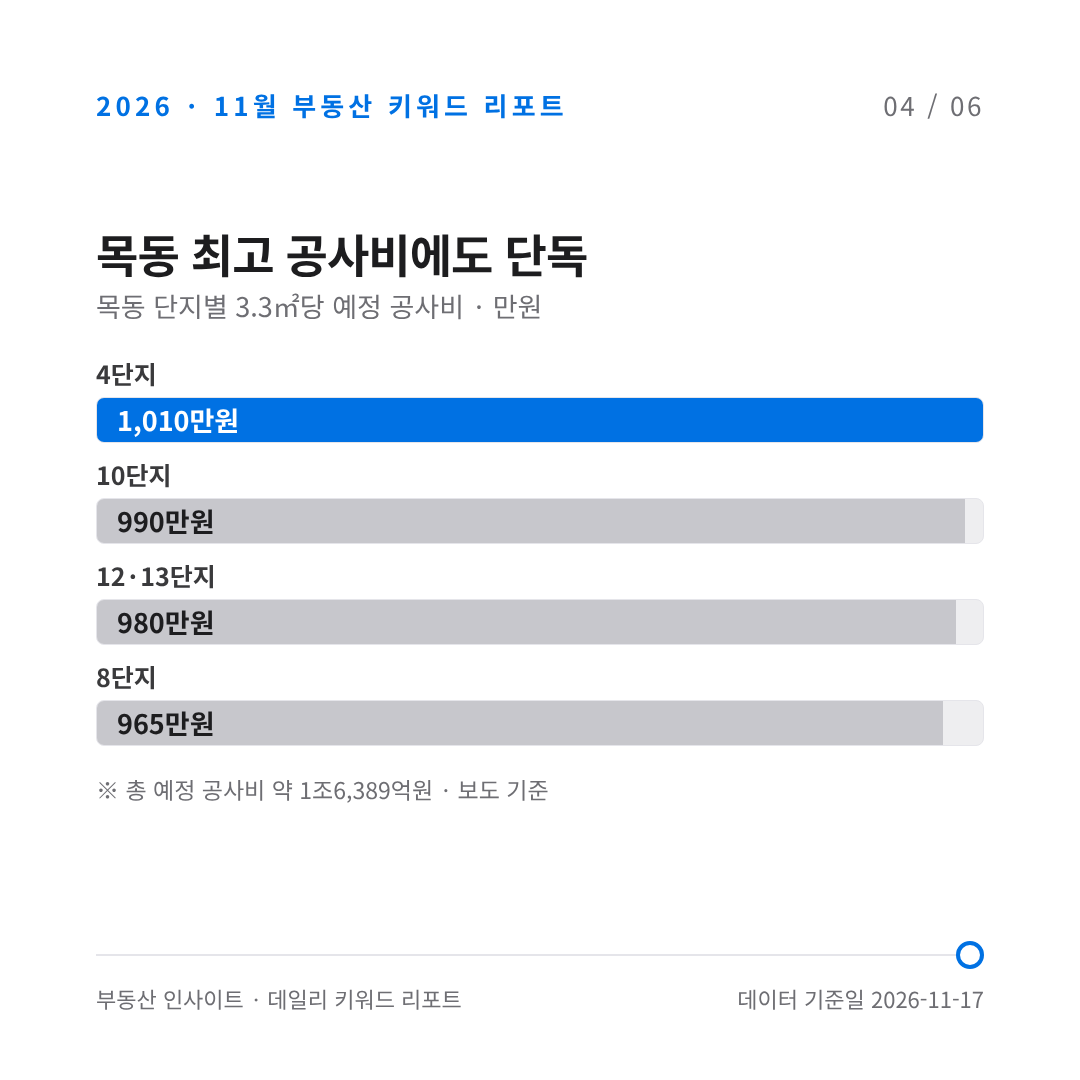 2026 · 11월 부동산 키워드 리포트
04 / 06
목동 최고 공사비에도 단독
목동 단지별 3.3㎡당 예정 공사비 · 만원
4단지
1,010만원
10단지
990만원
12·13단지
980만원
8단지
965만원
※ 총 예정 공사비 약 1조6,389억원 · 보도 기준
부동산 인사이트 · 데일리 키워드 리포트
데이터 기준일 2026-11-17